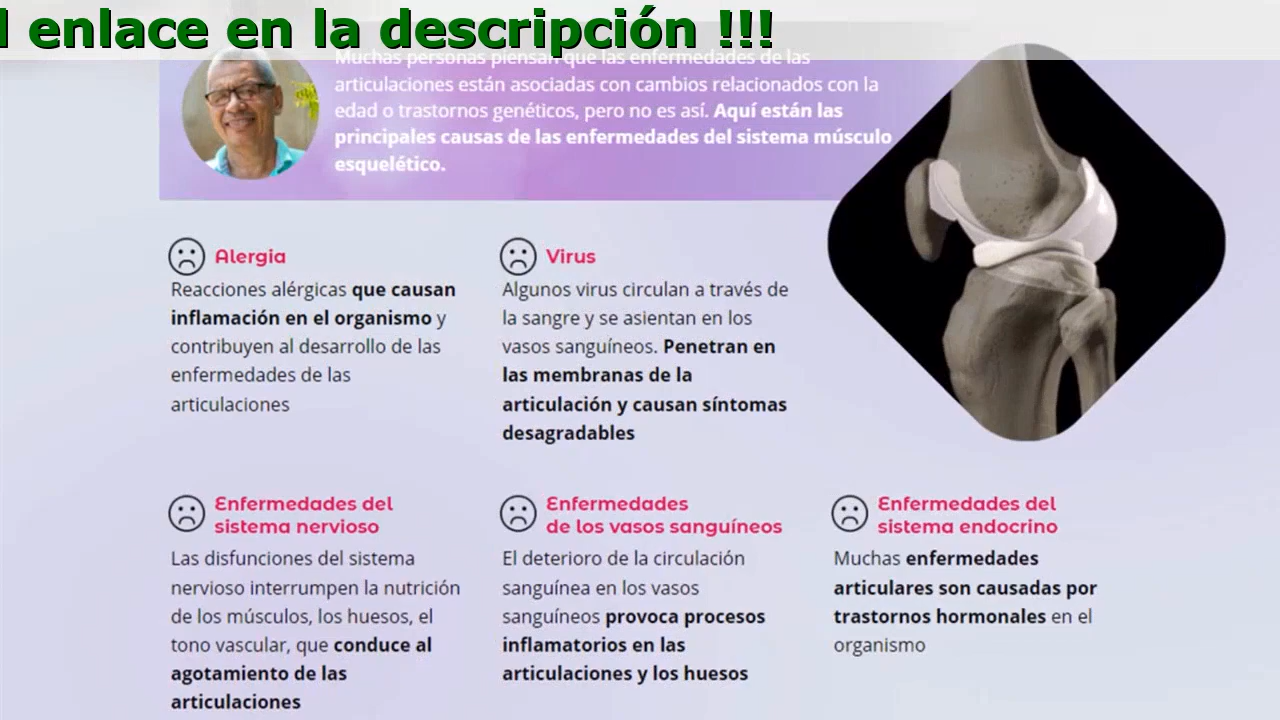 enlace en la descripción !!!
Muchas personas piensan que las enfermedades de las
articulaciones están asociadas con cambios relacionados con la
edad o trastornos genéticos, pero no es así. Aquí están las
principales causas de las enfermedades del sistema músculo
esquelético.
Alergia
Reacciones alérgicas que causan
inflamación en el organismo y
contribuyen al desarrollo de las
enfermedades de las
articulaciones
Virus
Algunos virus circulan a través de
la sangre y se asientan en los
vasos sanguíneos. Penetran en
las membranas de la
articulación y causan síntomas
desagradables
Enfermedades del
sistema nervioso
Las disfunciones del sistema
nervioso interrumpen la nutrición
de los músculos, los huesos, el
tono vascular, que conduce al
agotamiento de las
articulaciones
Enfermedades
de los vasos sanguíneos
El deterioro de la circulación
sanguínea en los vasos
sanguíneos provoca procesos
inflamatorios en las
articulaciones y los huesos
Enfermedades del
sistema endocrino
Muchas enfermedades
articulares son causadas por
trastornos hormonales en el
organismo